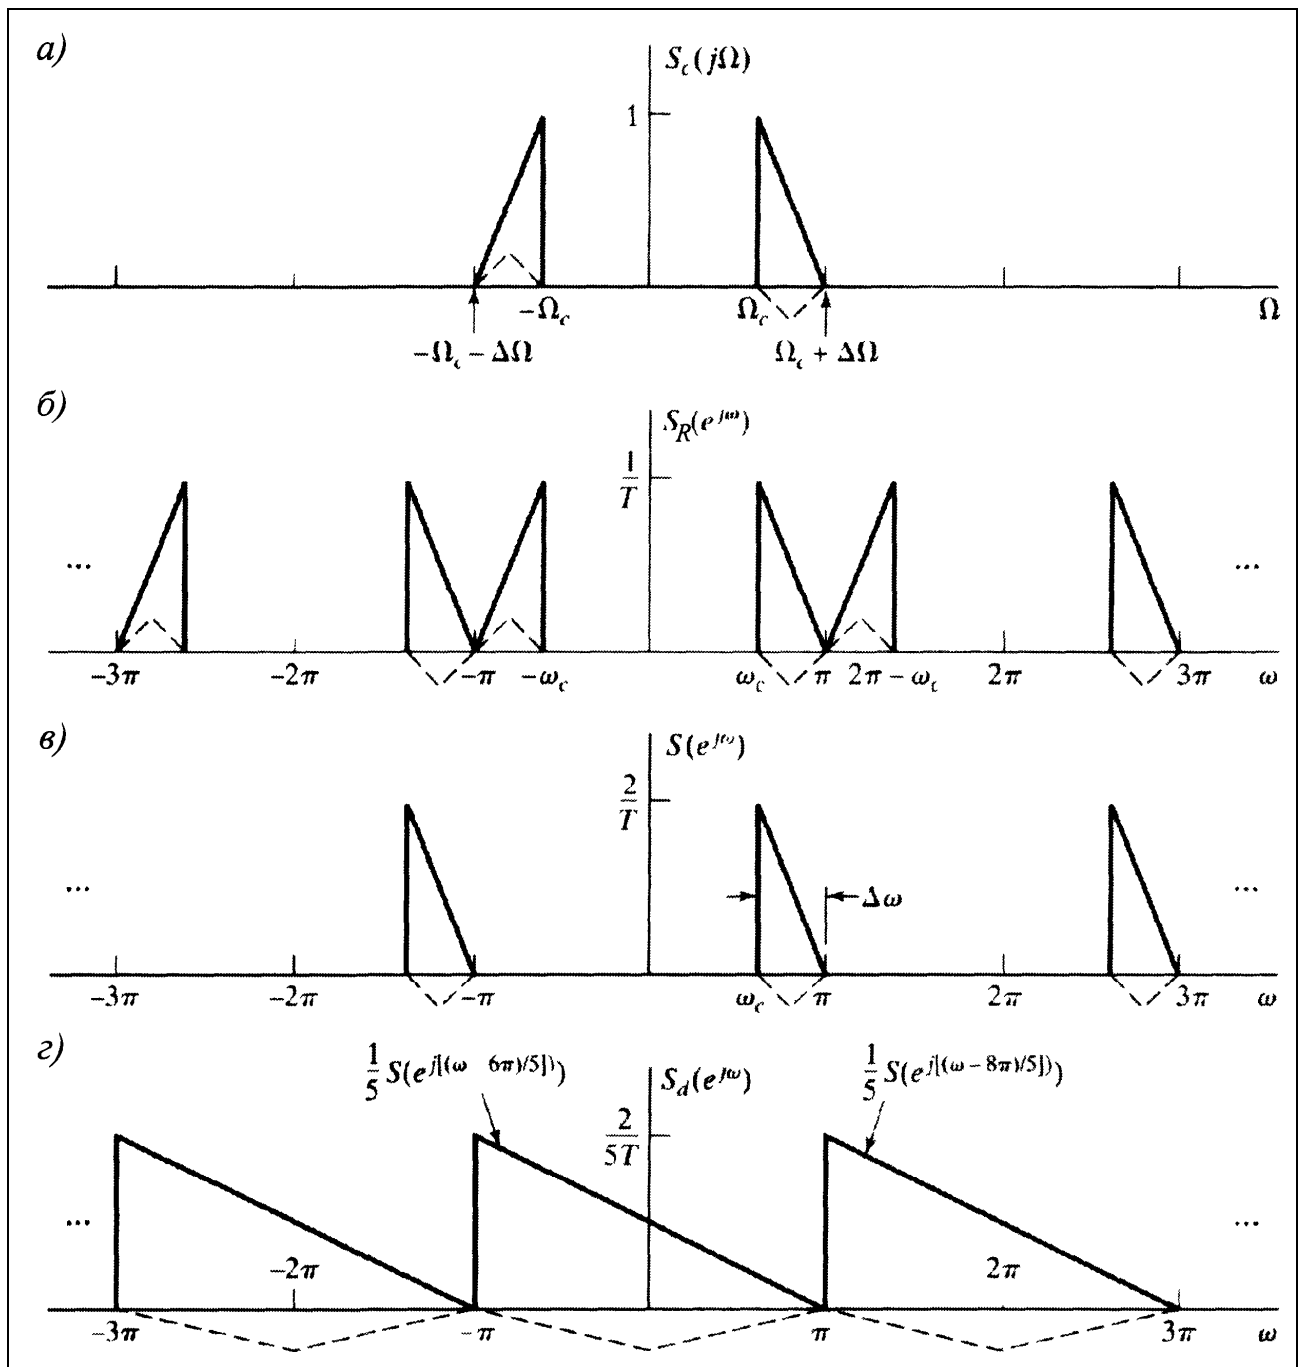 а)
S_c(jΩ)
1
-Ω_c
Ω_c
Ω
-Ω_c - ΔΩ
Ω_c + ΔΩ
б)
S_R(e^{jω})
1/T
...
...
-3π
-2π
-π
-ω_c
ω_c
π
2π - ω_c
2π
3π
ω
в)
S(e^{jω})
2/T
...
Δω
...
-3π
-2π
-π
ω_c
π
2π
3π
ω
г)
1/5 S(e^{j[(ω 6π)/5]})
S_d(e^{jω})
1/5 S(e^{j[(ω - 8π)/5]})
2/5T
...
...
-2π
2π
-3π
-π
π
3π
ω